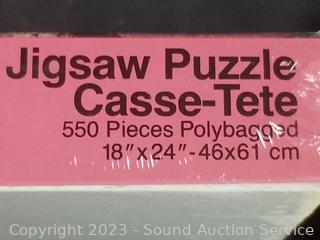 Jigsaw Puzzle
Casse-Tete
550 Pieces Polybagged
18"x24"-46x61 cm
Copyright 2023 - Sound Auction Service